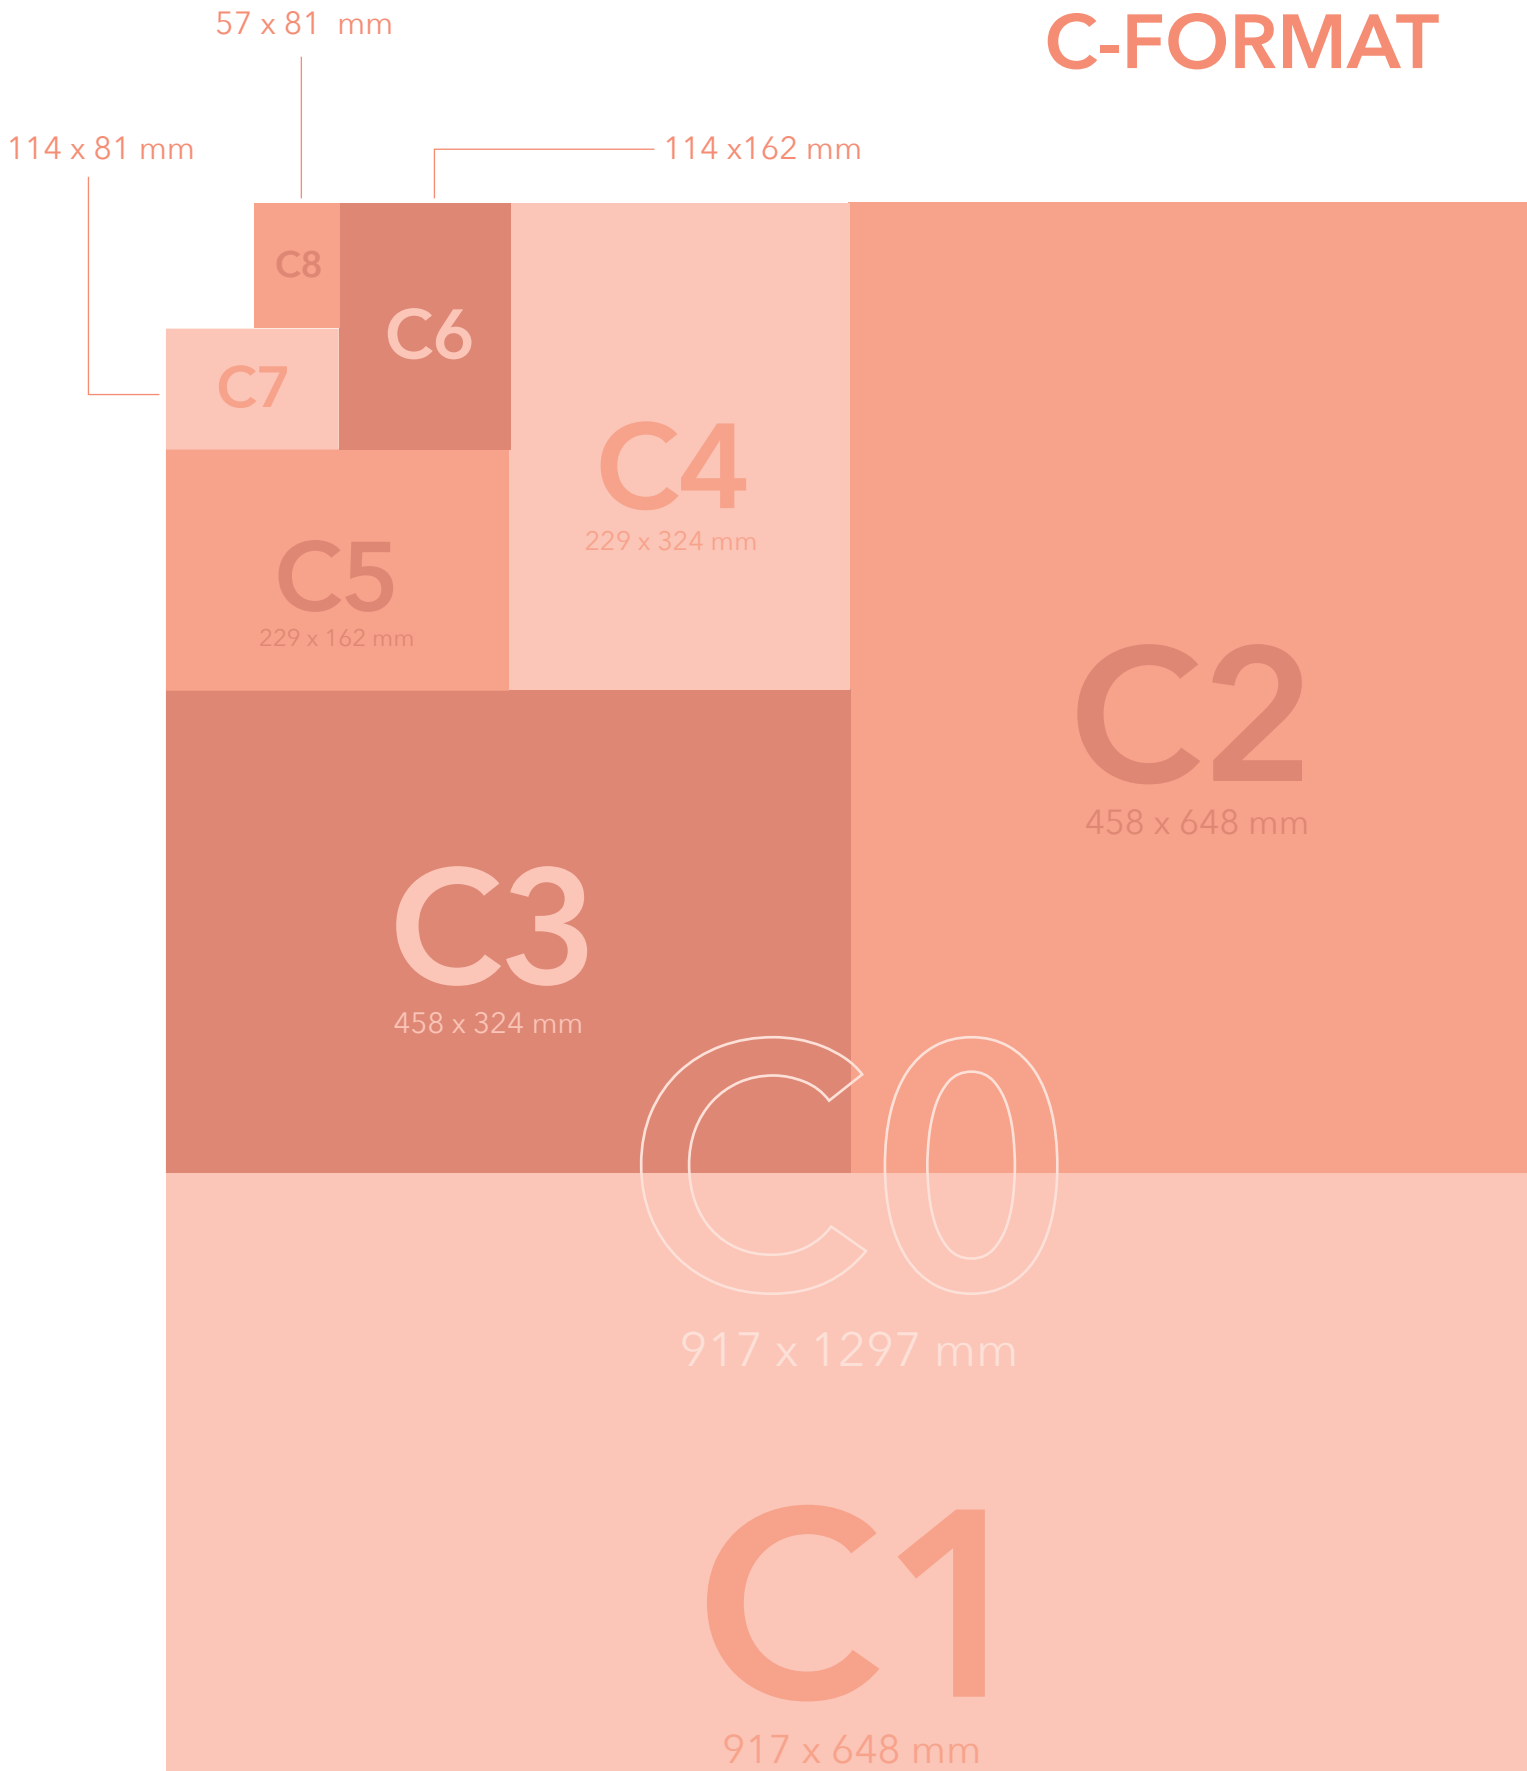 57 x 81 mm
C-FORMAT
114 x 81 mm
114 x162 mm
C8
C6
C7
C4
229 x 324 mm
C5
229 x 162 mm
C2
458 x 648 mm
C3
458 x 324 mm
C0
917 x 1297 mm
C1
917 x 648 mm